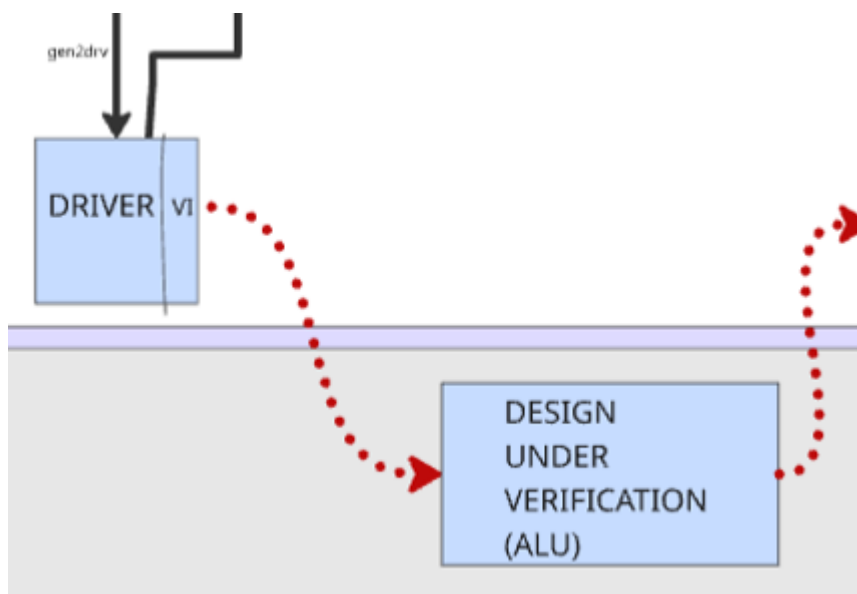 gen2drv
DRIVER VI
DESIGN
UNDER
VERIFICATION
(ALU)